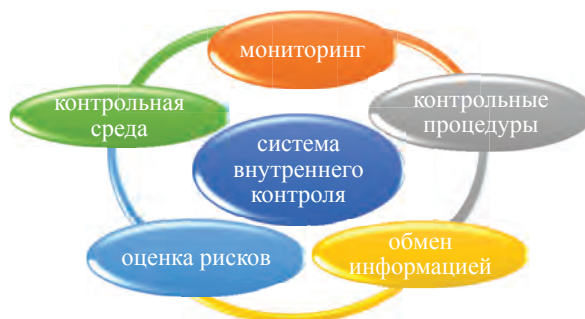 мониторинг
контрольная
среда
контрольные
процедуры
система
внутреннего
контроля
оценка рисков
обмен
информацией